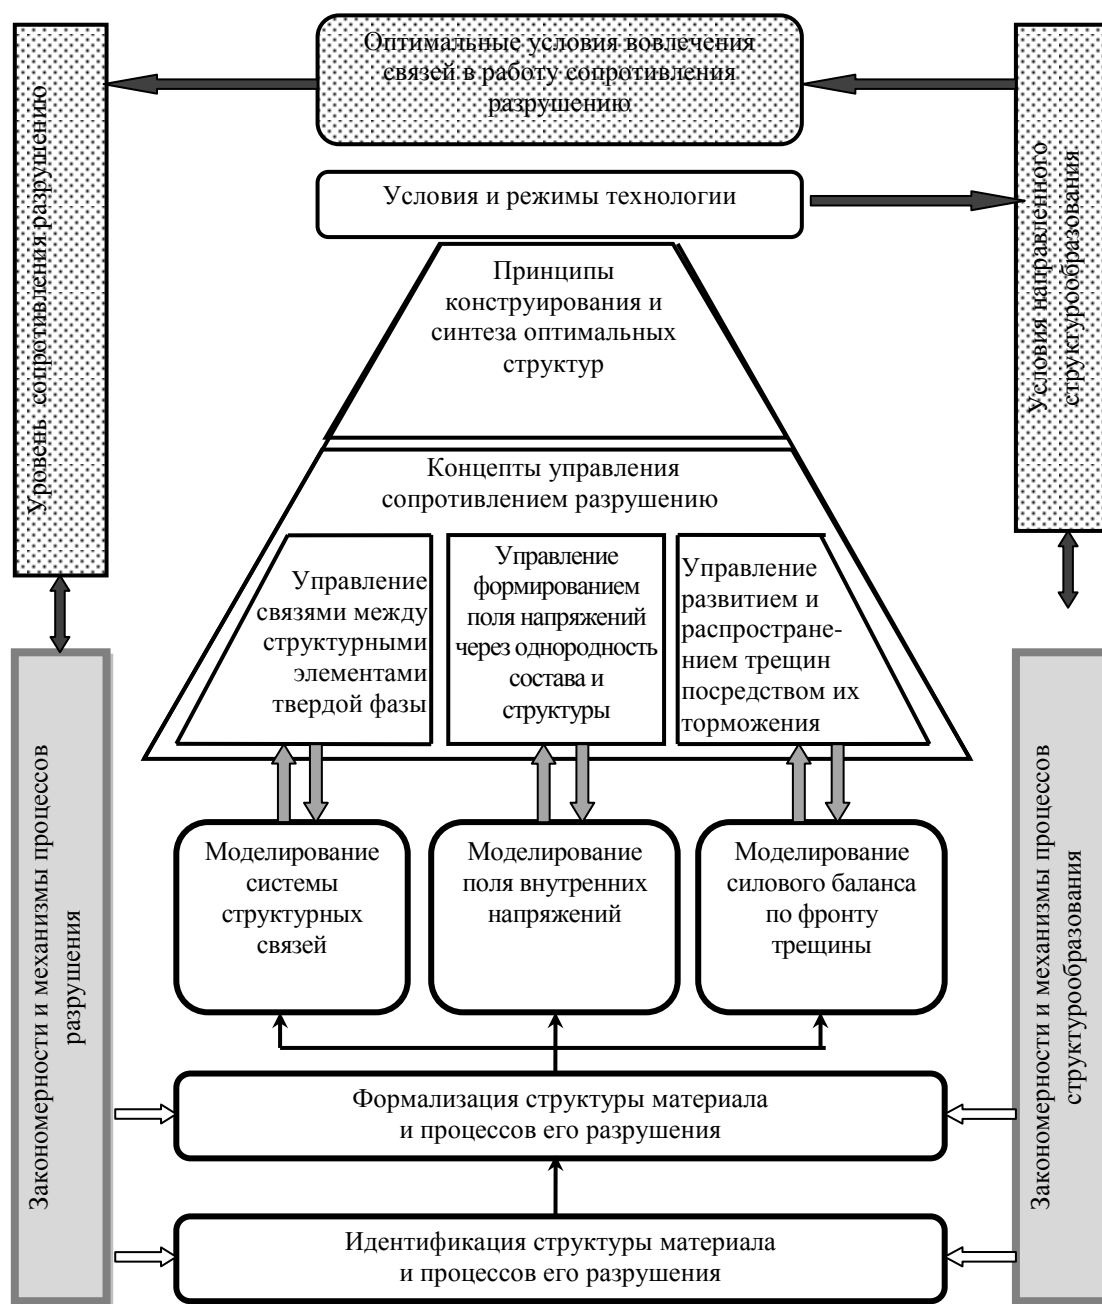 Оптимальные условия вовлечения
связей в работу сопротивления
разрушению
Условия и режимы технологии
Уровень сопротивления разрушению
Условия направленного
структурообразования
Принципы
конструирования и
синтеза оптимальных
структур
Концепты управления
сопротивлением разрушению
Управление
связями между
структурными
элементами
твердой фазы
Управление
формированием
поля напряжений
через однородность
состава и
структуры
Управление
развитием и
распростране-
нием трещин
посредством их
торможения
Закономерности и механизмы процессов
разрушения
Закономерности и механизмы процессов
структурообразования
Моделирование
системы
структурных
связей
Моделирование
поля внутренних
напряжений
Моделирование
силового баланса
по фронту
трещины
Формализация структуры материала
и процессов его разрушения
Идентификация структуры материала
и процессов его разрушения